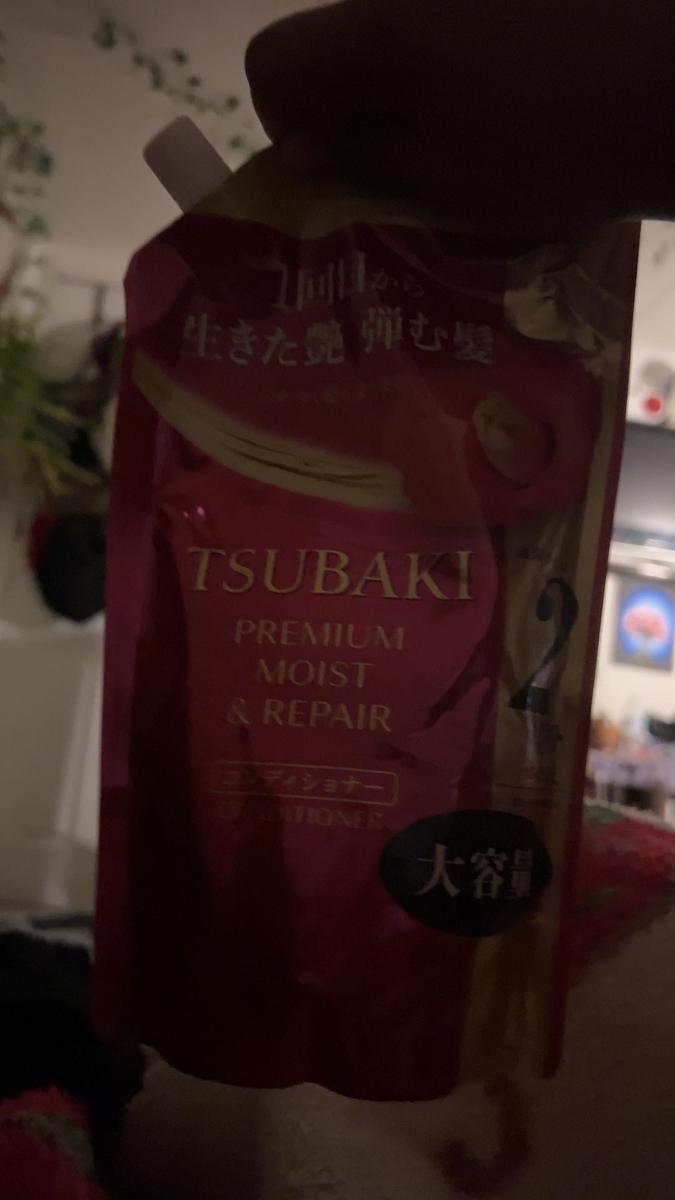 1回目から
生きた艶 弾む髪
TSUBAKI
PREMIUM
MOIST
& REPAIR
コンディショナー
CONDITIONER
2
大容量